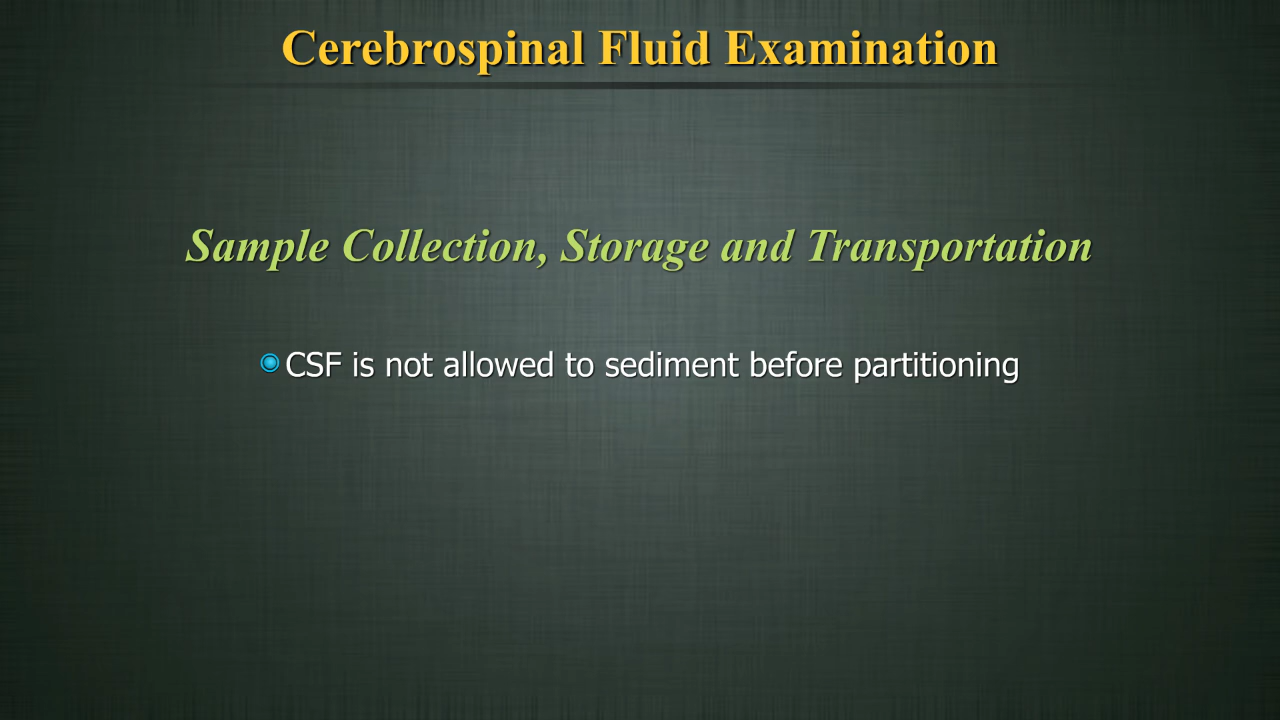 Cerebrospinal Fluid Examination
Sample Collection, Storage and Transportation
CSF is not allowed to sediment before partitioning